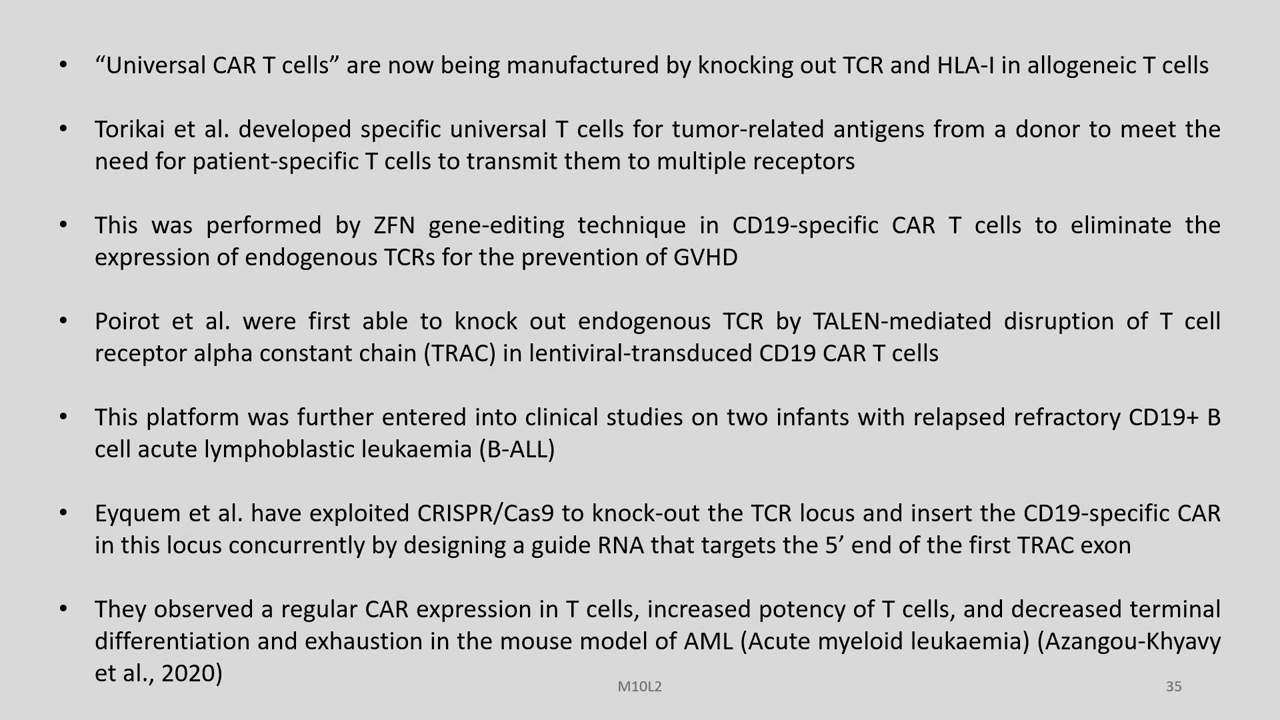 • “Universal CAR T cells” are now being manufactured by knocking out TCR and HLA-I in allogeneic T cells
• Torikai et al. developed specific universal T cells for tumor-related antigens from a donor to meet the
need for patient-specific T cells to transmit them to multiple receptors
• This was performed by ZFN gene-editing technique in CD19-specific CAR T cells to eliminate the
expression of endogenous TCRs for the prevention of GVHD
• Poirot et al. were first able to knock out endogenous TCR by TALEN-mediated disruption of T cell
receptor alpha constant chain (TRAC) in lentiviral-transduced CD19 CAR T cells
• This platform was further entered into clinical studies on two infants with relapsed refractory CD19+ B
cell acute lymphoblastic leukaemia (B-ALL)
• Eyquem et al. have exploited CRISPR/Cas9 to knock-out the TCR locus and insert the CD19-specific CAR
in this locus concurrently by designing a guide RNA that targets the 5’ end of the first TRAC exon
• They observed a regular CAR expression in T cells, increased potency of T cells, and decreased terminal
differentiation and exhaustion in the mouse model of AML (Acute myeloid leukaemia) (Azangou-Khyavy
et al., 2020)
M10L2
35